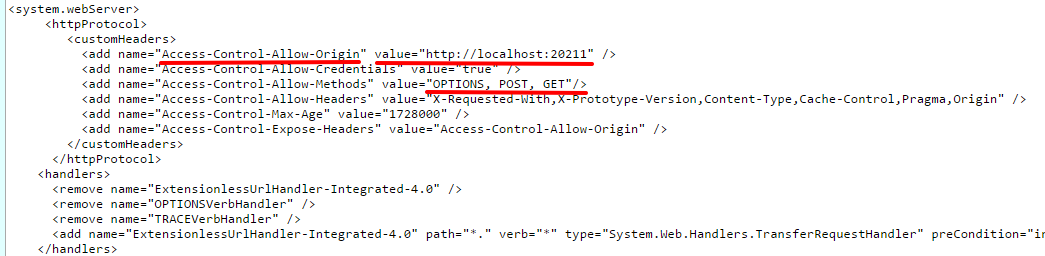 <system.webServer>
<httpProtocol>
<customHeaders>
<add name="Access-Control-Allow-Origin" value="http://localhost:20211" />
<add name="Access-Control-Allow-Credentials" value="true" />
<add name="Access-Control-Allow-Methods" value="OPTIONS, POST, GET"/>
<add name="Access-Control-Allow-Headers" value="X-Requested-With,X-Prototype-Version,Content-Type,Cache-Control,Pragma,Origin" />
<add name="Access-Control-Max-Age" value="1728000" />
<add name="Access-Control-Expose-Headers" value="Access-Control-Allow-Origin" />
</customHeaders>
</httpProtocol>
<handlers>
<remove name="ExtensionlessUrlHandler-Integrated-4.0" />
<remove name="OPTIONSVerbHandler" />
<remove name="TRACEVerbHandler" />
<add name="ExtensionlessUrlHandler-Integrated-4.0" path="*." verb="*" type="System.Web.Handlers.TransferRequestHandler" preCondition="in
</handlers>